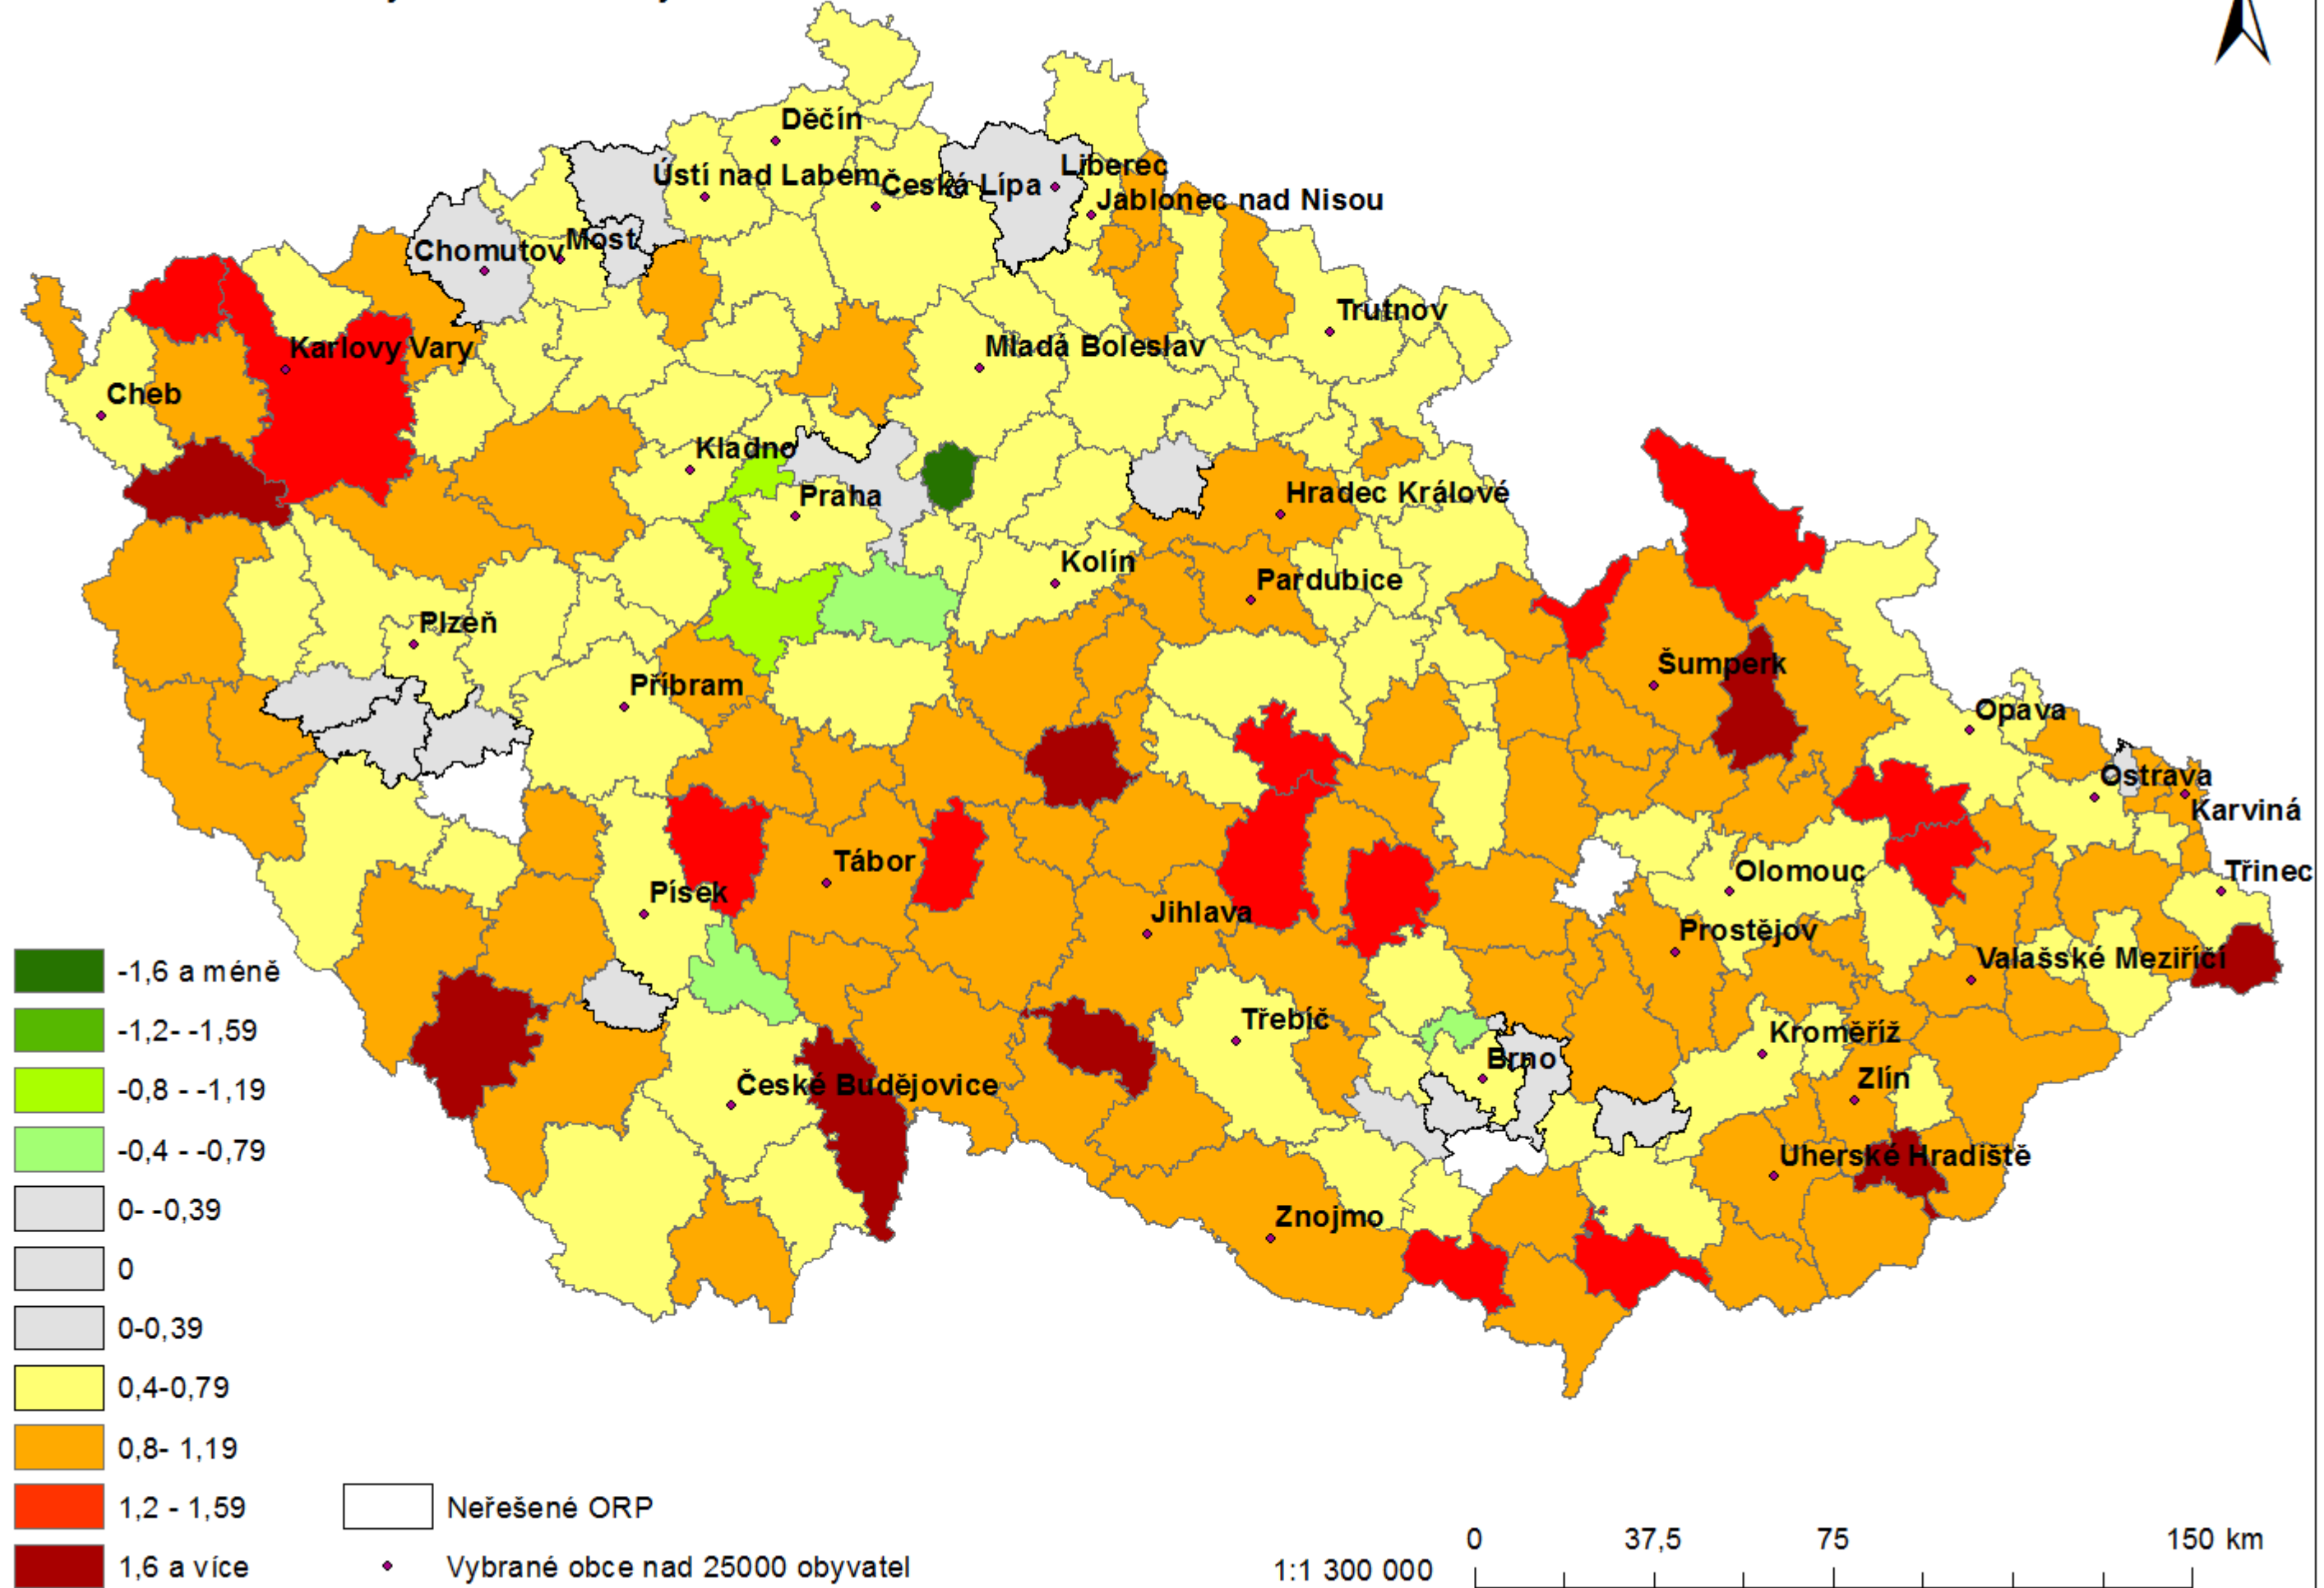 Děčín
Liberec
Ústí nad Labem
Česká Lípa
Jablonec nad Nisou
Most
Chomutov
Trutnov
Karlovy Vary
Mladá Boleslav
Cheb
Kladno
Praha
Hradec Králové
Kolín
Pardubice
Plzeň
Šumperk
Příbram
Opava
Ostrava
Karviná
Tábor
Olomouc
Třinec
Písek
Jihlava
Prostějov
Valašské Meziříčí
Třebíč
Kroměříž
Brno
Zlín
České Budějovice
Uherské Hradiště
Znojmo
-1,6 a méně
-1,2- -1,59
-0,8 - -1,19
-0,4 - -0,79
0- -0,39
0
0-0,39
0,4-0,79
0,8- 1,19
1,2 - 1,59
1,6 a více
Neřešené ORP
Vybrané obce nad 25000 obyvatel
0 37,5 75 150 km
1:1 300 000